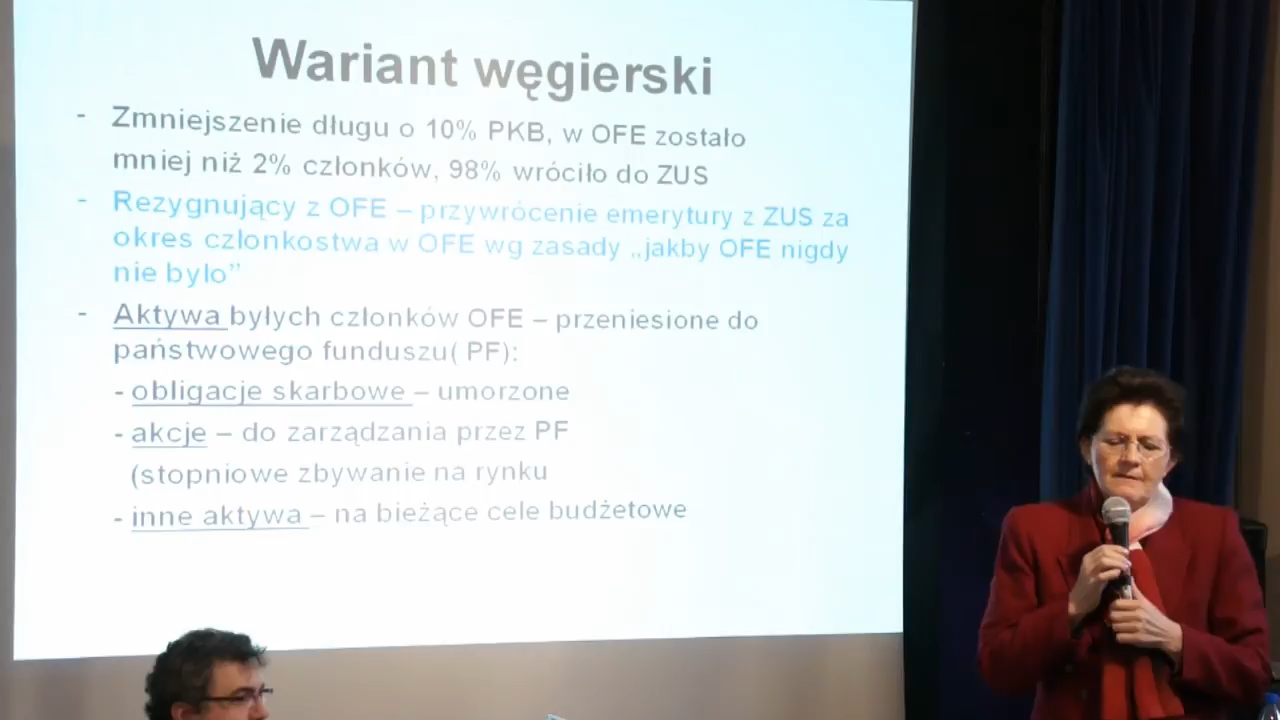 Wariant węgierski
- Zmniejszenie długu o 10% PKB, w OFE zostało
mniej niż 2% członków, 98% wróciło do ZUS
- Rezygnujący z OFE – przywrócenie emerytury z ZUS za
okres członkostwa w OFE wg zasady „jakby OFE nigdy
nie bylo”
- Aktywa byłych członków OFE – przeniesione do
państwowego funduszu( PF):
- obligacje skarbowe – umorzone
- akcje – do zarządzania przez PF
(stopniowe zbywanie na rynku
- inne aktywa – na bieżące cele budżetowe